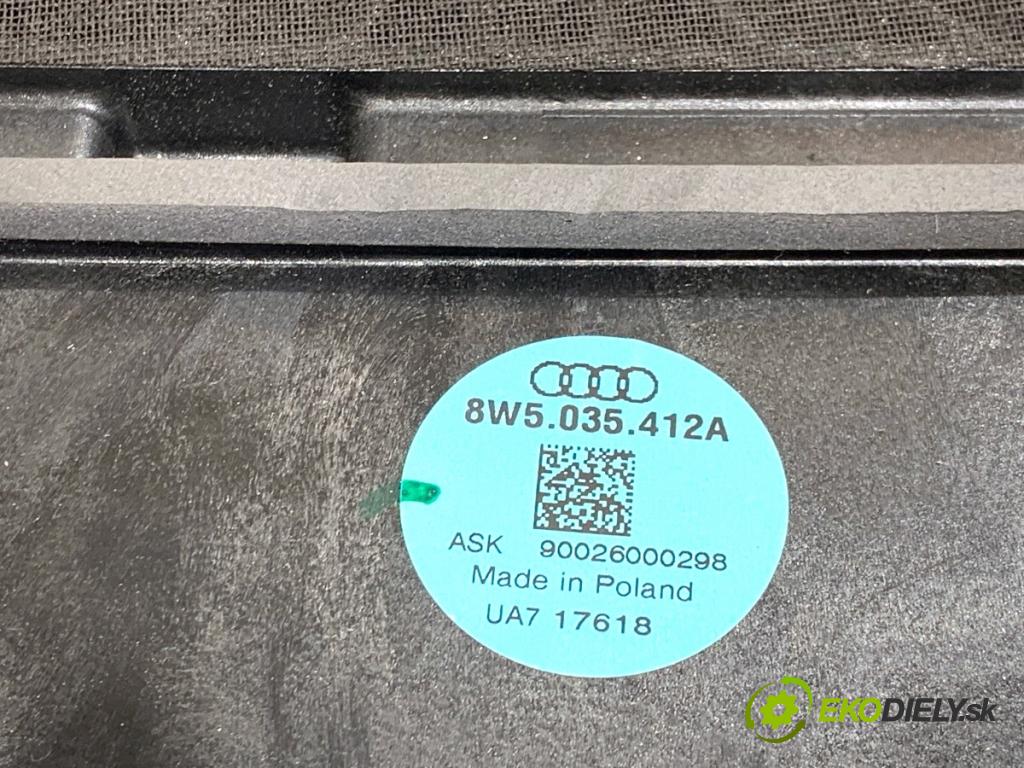 8W5.035.412A
ASK 90026000298
Made in Poland
UA7 17618
EKODIELY.sk